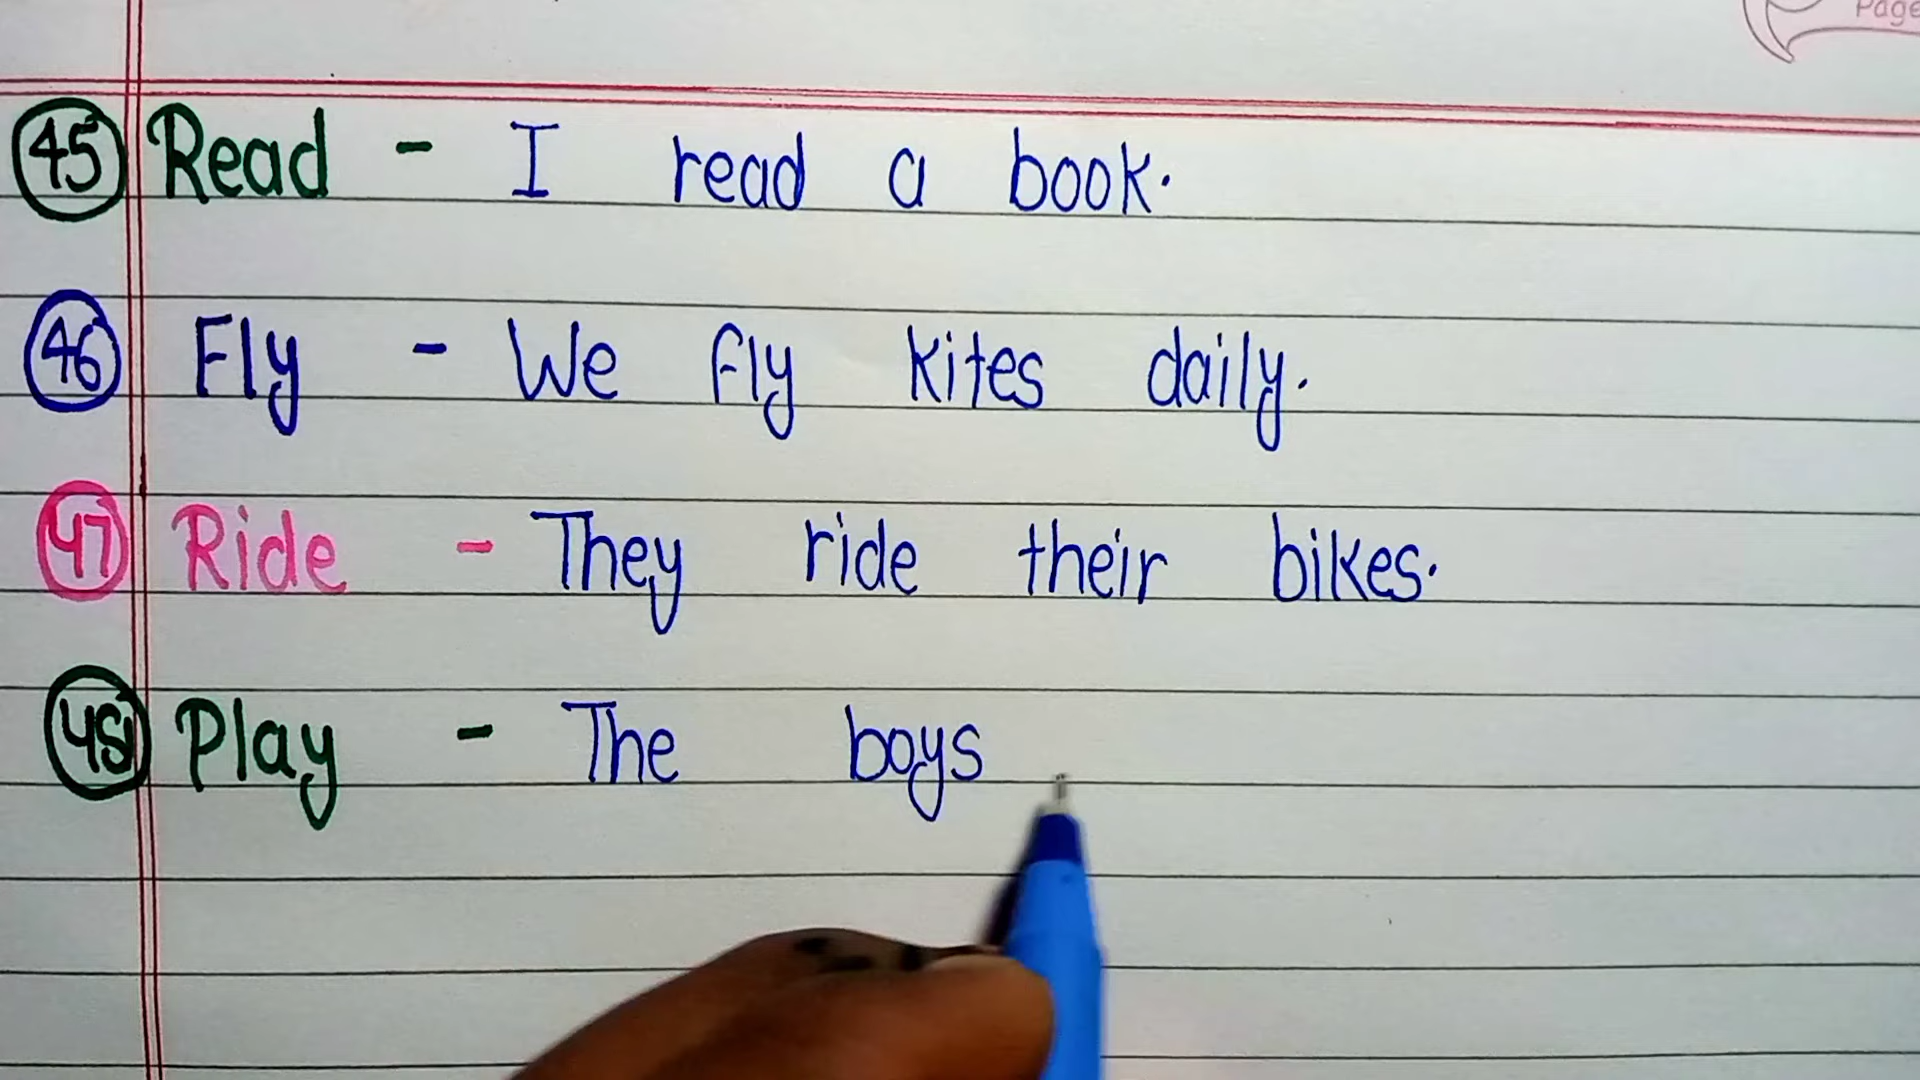 Page
45 Read - I read a book.
46 Fly - We fly kites daily.
47 Ride - They ride their bikes.
48 Play - The boys